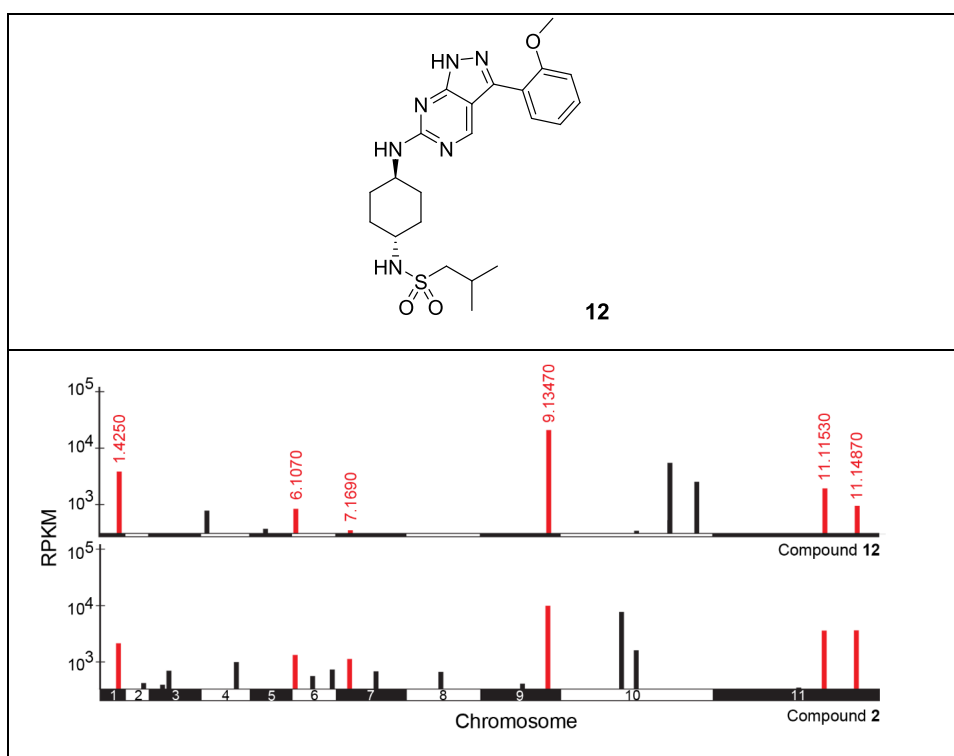 O
HN
N
N
N
HN
HN
S
O
O
12
10⁵
10⁴
10³
1.4250
6.1070
7.1690
9.13470
11.11530
11.14870
RPKM
Compound 12
10⁵
10⁴
10³
1 2 3 4 5 6 7 8 9 10 11
Chromosome
Compound 2